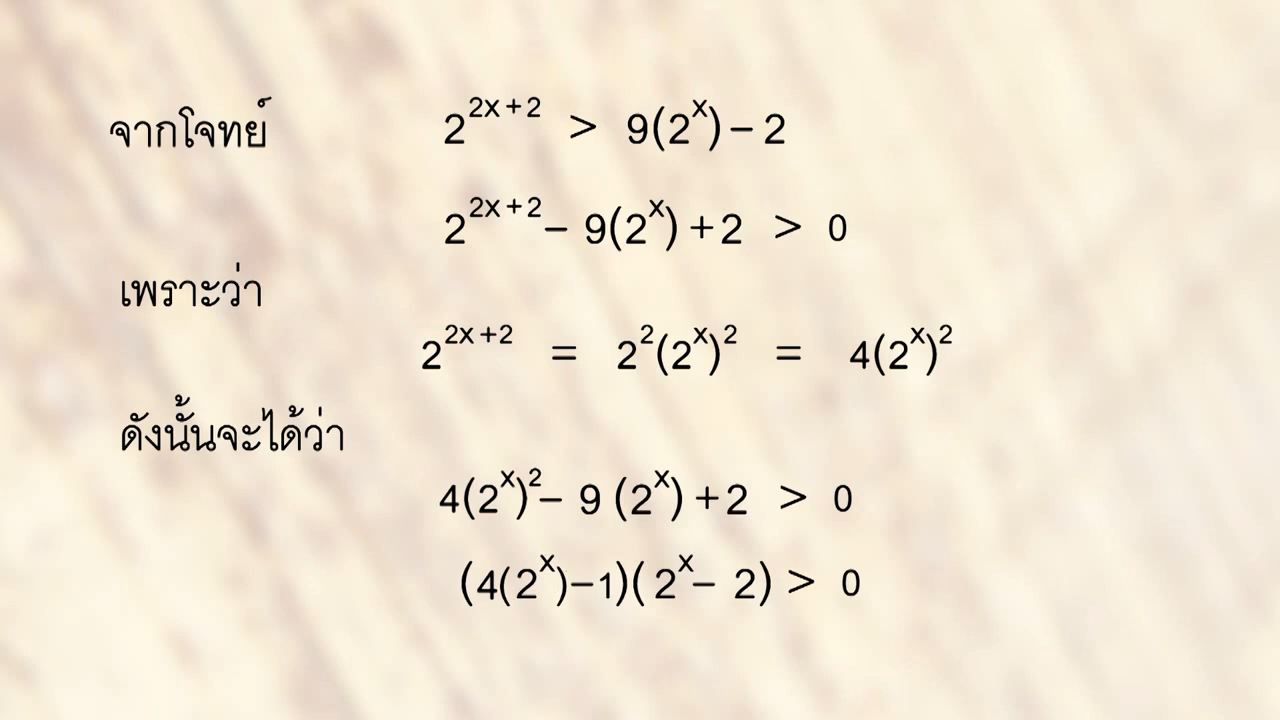 จากโจทย์ 2^{2x+2} > 9(2^x) – 2
2^{2x+2} – 9(2^x) + 2 > 0
เพราะว่า
2^{2x+2} = 2^2(2^x)^2 = 4(2^x)^2
ดังนั้นจะได้ว่า
4(2^x)^2 – 9 (2^x) + 2 > 0
(4(2^x) – 1)(2^x – 2) > 0